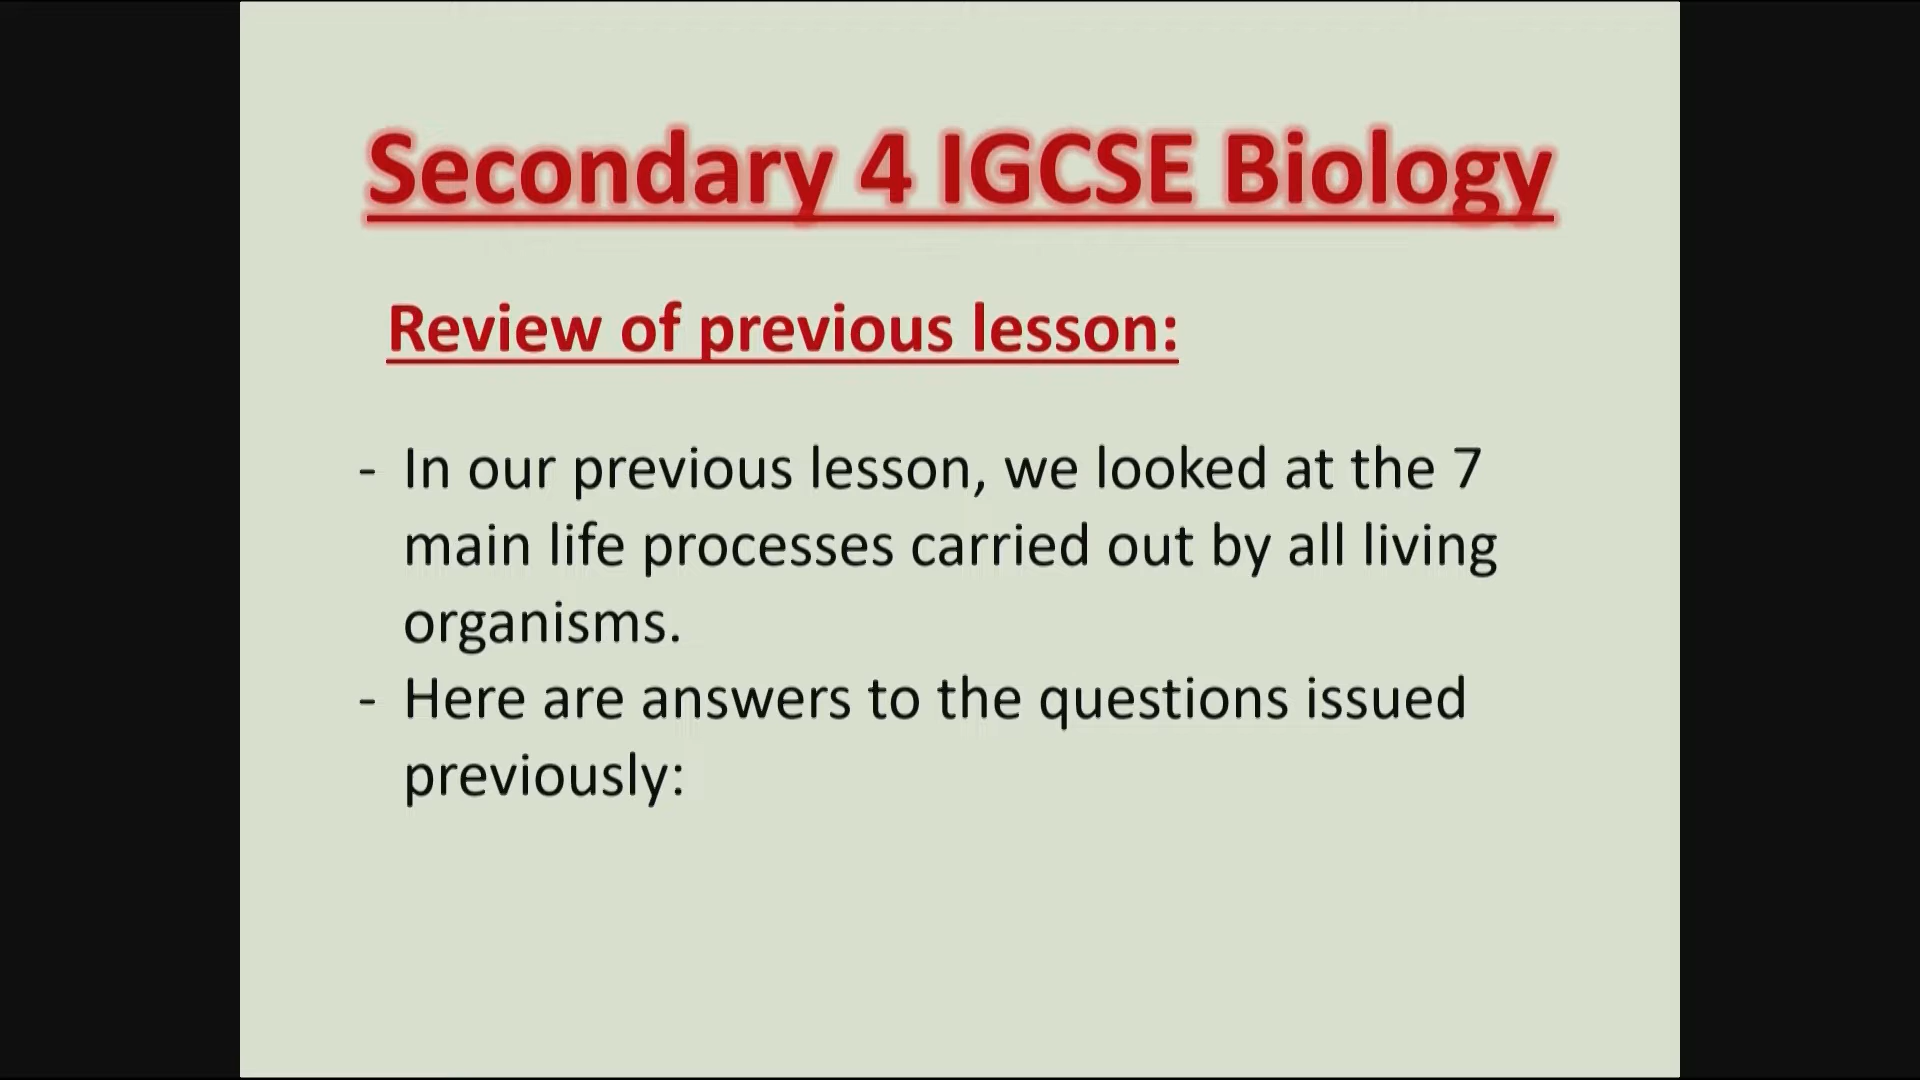 Secondary 4 IGCSE Biology
Review of previous lesson:
- In our previous lesson, we looked at the 7
main life processes carried out by all living
organisms.
- Here are answers to the questions issued
previously: